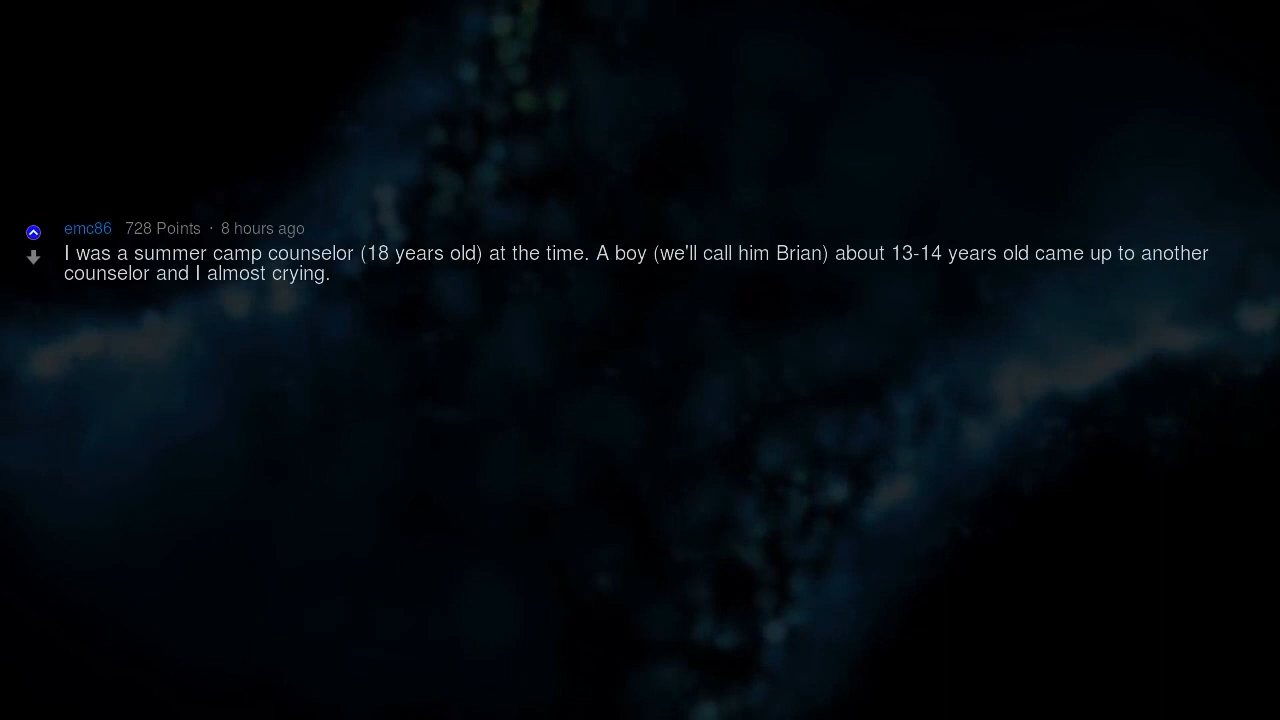 emc86 728 Points · 8 hours ago
I was a summer camp counselor (18 years old) at the time. A boy (we'll call him Brian) about 13-14 years old came up to another
counselor and I almost crying.